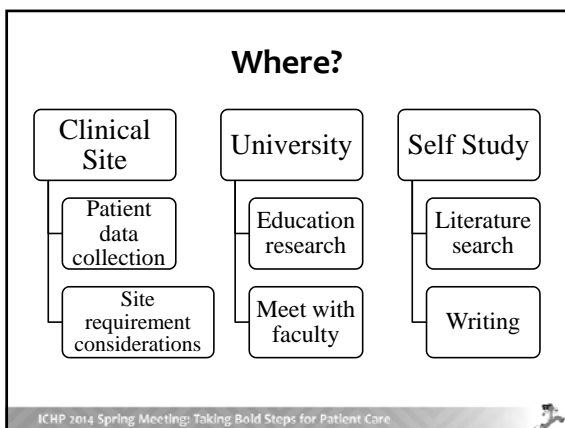 Where?
Clinical
Site
Patient
data
collection
Site
requirement
considerations
University
Education
research
Meet with
faculty
Self Study
Literature
search
Writing
ICHP 2014 Spring Meeting: Taking Bold Steps for Patient Care